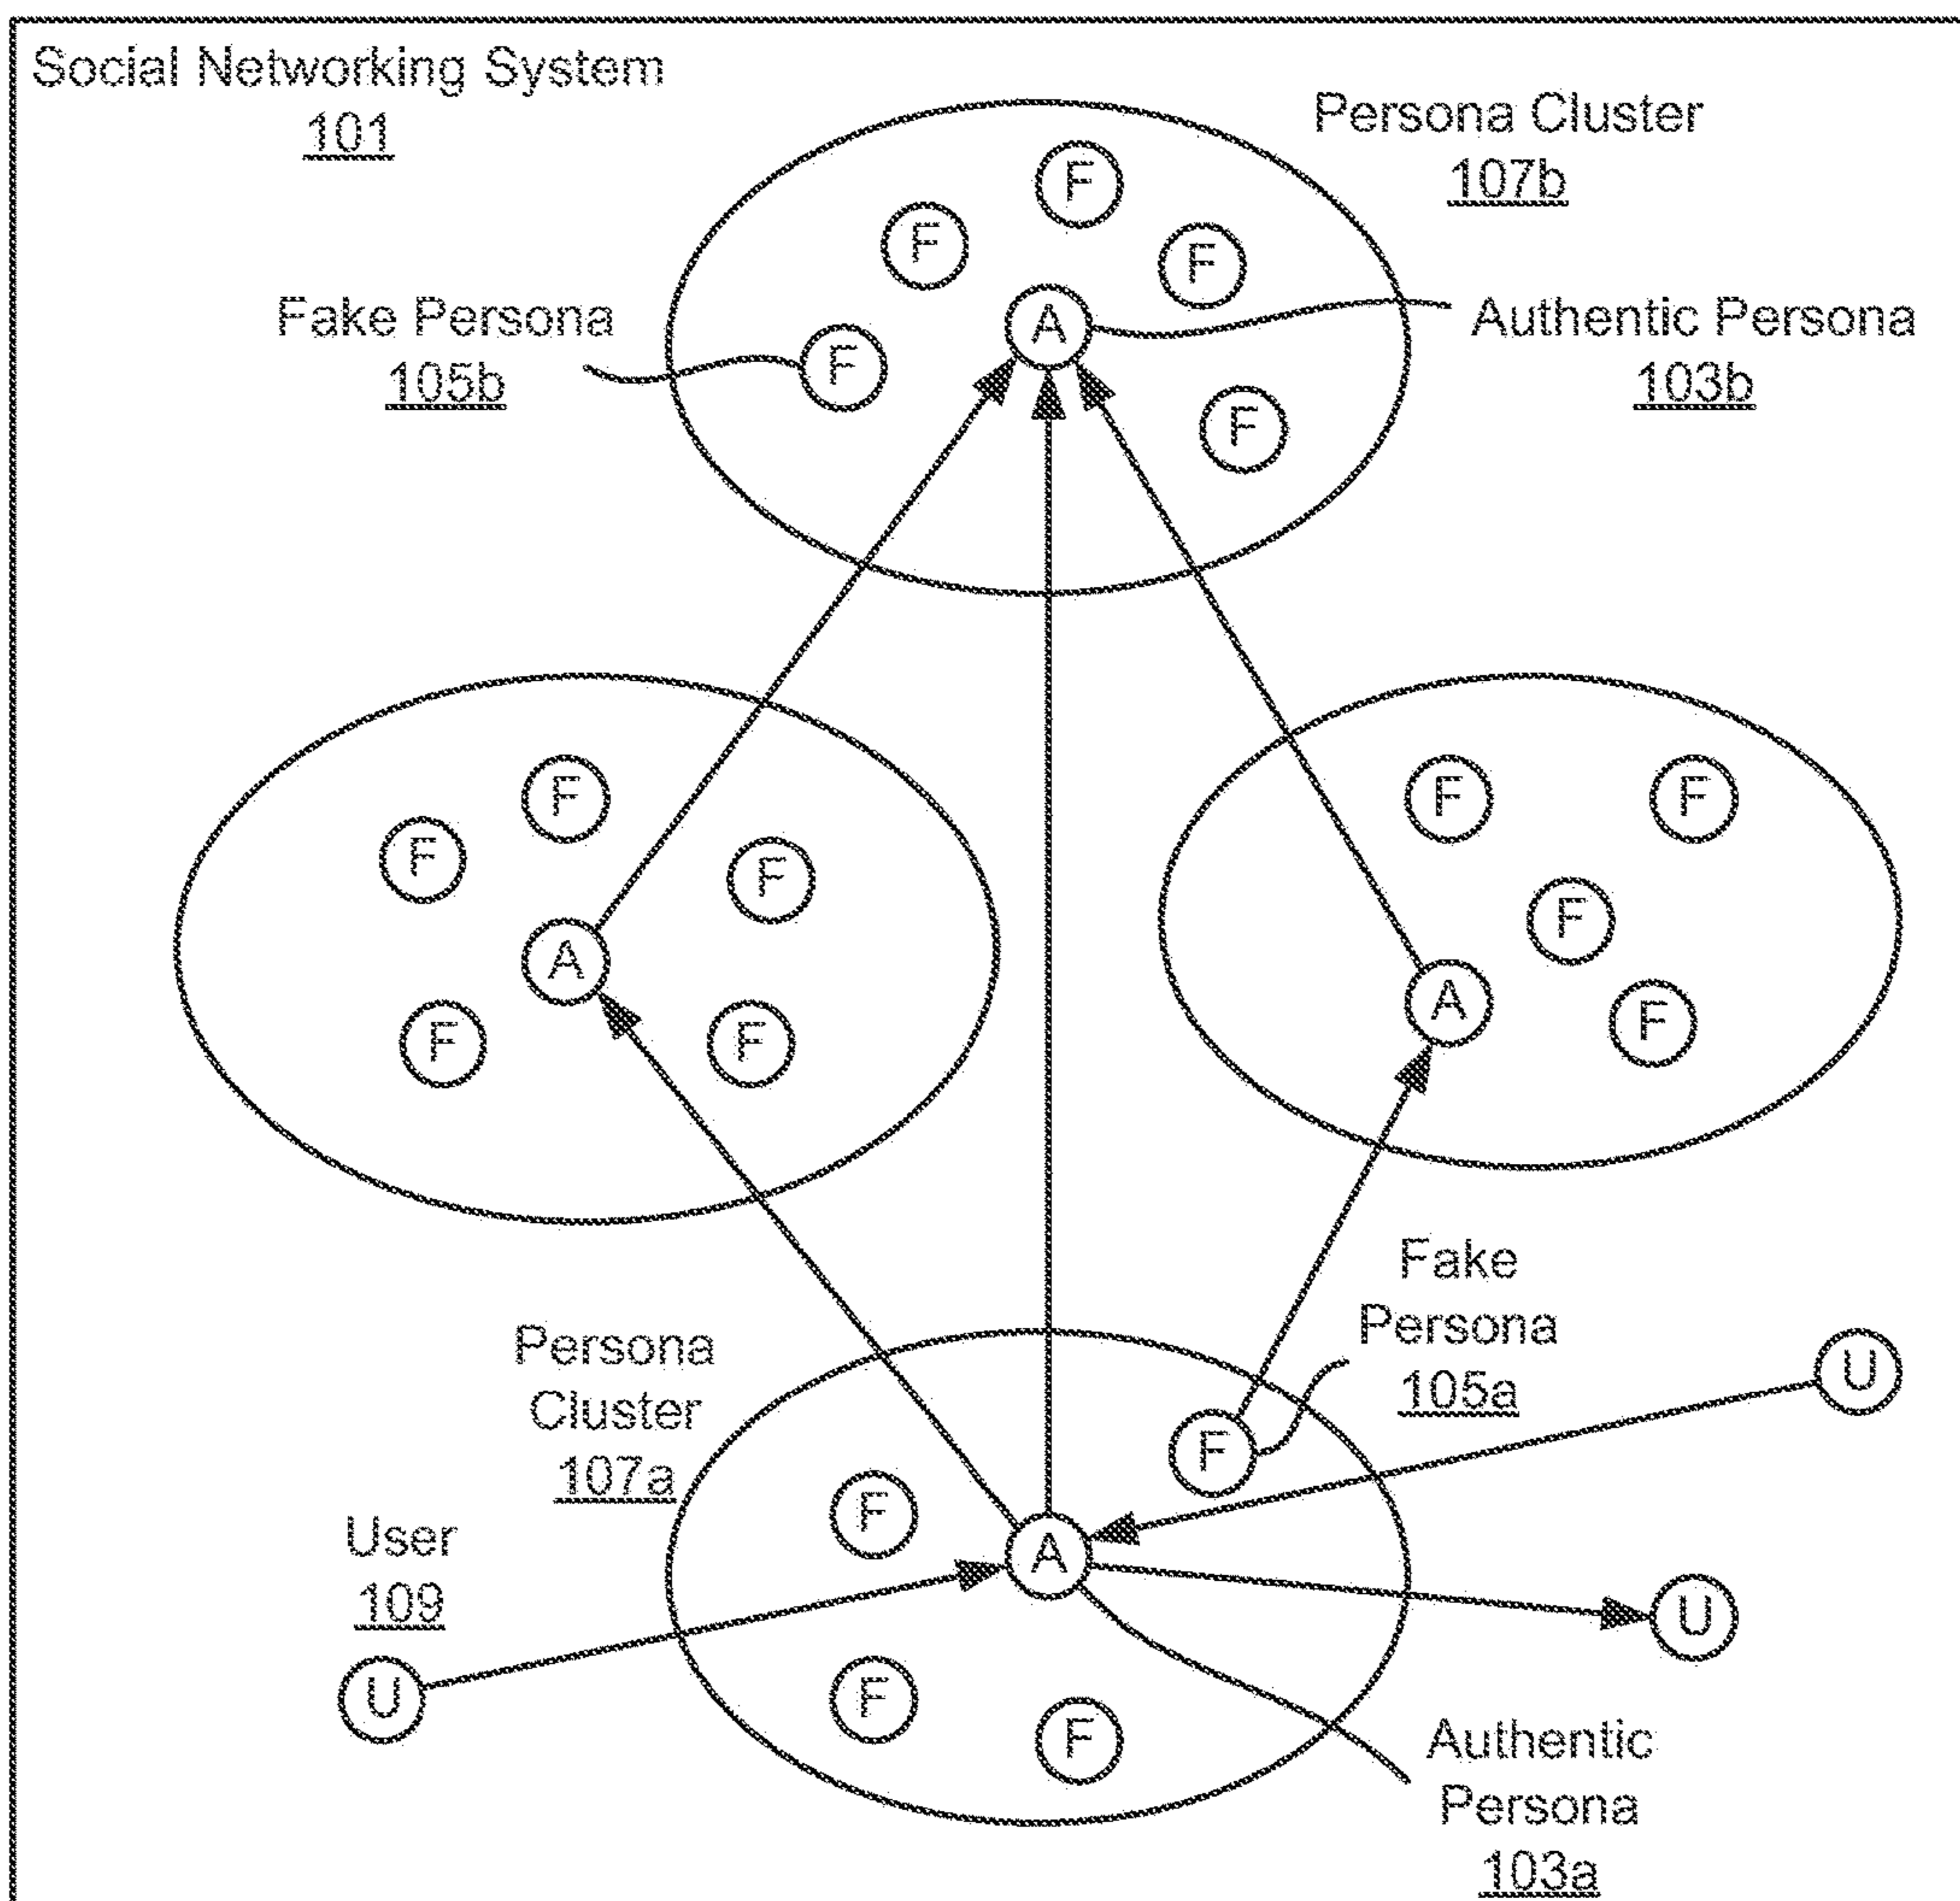 Social Networking System
101
Persona Cluster
107b
F
F
F
A
F
F
Fake Persona
105b
Authentic Persona
103b
F
F
F
A
F
F
F
F
F
A
F
Fake
Persona
105a
Persona
Cluster
107a
U
F
F
A
User
109
U
U
F
F
Authentic
Persona
103a